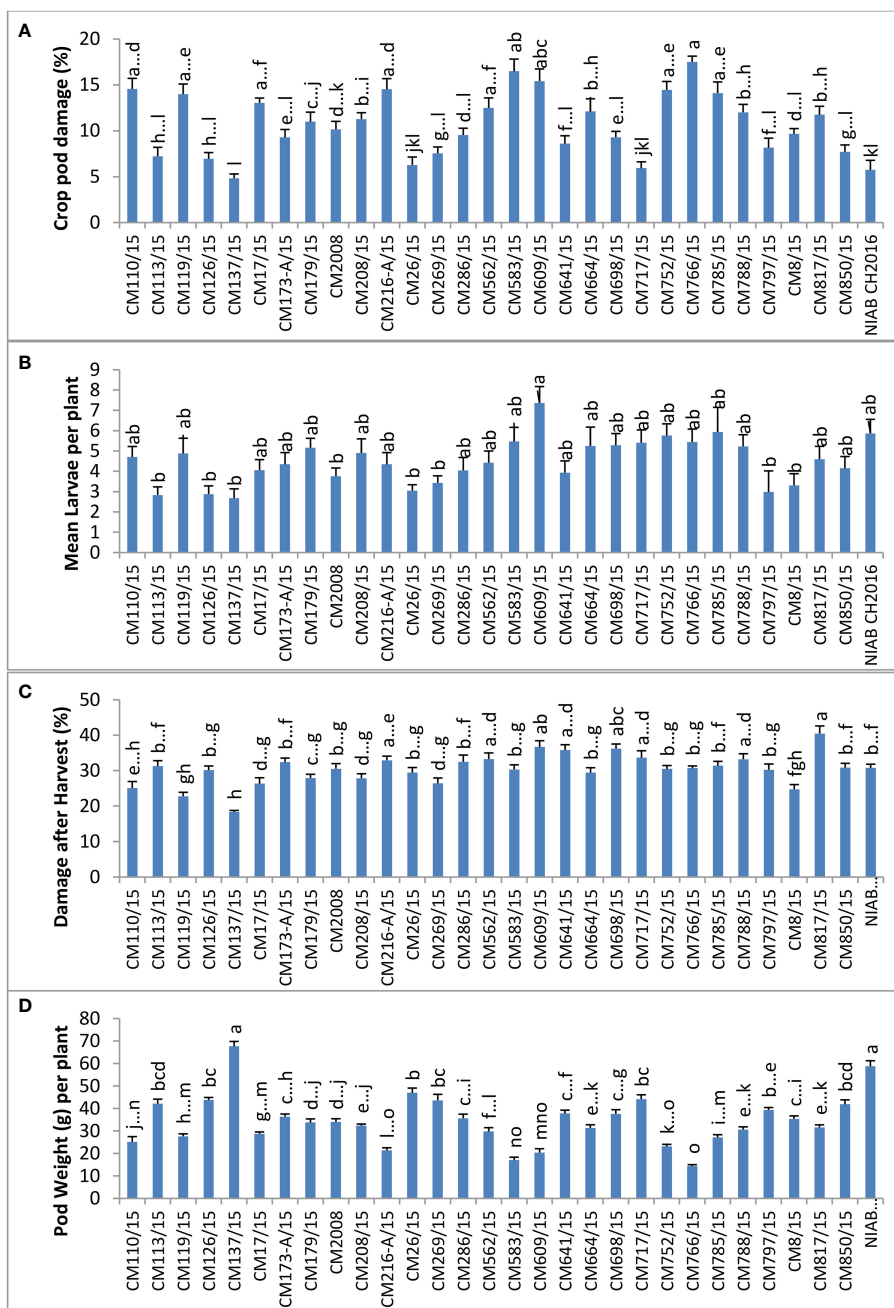 A
Crop pod damage (%)
20
15
10
5
0
a...d
h...l
a...e
h...l
l
a...f
e...l
c...j
d...k
b...i
a...d
jkl
g...l
d...l
a...f
ab
abc
f...l
b...h
e...l
jkl
a...e
a
a...e
b...h
f...l
d...l
b...h
g...l
kl
CM110/15
CM113/15
CM119/15
CM126/15
CM137/15
CM17/15
CM173-A/15
CM179/15
CM2008
CM208/15
CM216-A/15
CM26/15
CM269/15
CM286/15
CM562/15
CM583/15
CM609/15
CM641/15
CM664/15
CM698/15
CM717/15
CM752/15
CM766/15
CM785/15
CM788/15
CM797/15
CM8/15
CM817/15
CM850/15
NIAB CH2016
B
Mean Larvae per plant
9
8
7
6
5
4
3
2
1
0
ab
b
ab
b
b
ab
ab
ab
b
ab
ab
b
b
ab
ab
ab
a
ab
ab
ab
ab
ab
ab
ab
ab
b
b
ab
ab
ab
CM110/15
CM113/15
CM119/15
CM126/15
CM137/15
CM17/15
CM173-A/15
CM179/15
CM2008
CM208/15
CM216-A/15
CM26/15
CM269/15
CM286/15
CM562/15
CM583/15
CM609/15
CM641/15
CM664/15
CM698/15
CM717/15
CM752/15
CM766/15
CM785/15
CM788/15
CM797/15
CM8/15
CM817/15
CM850/15
NIAB CH2016
C
Damage after Harvest (%)
50
40
30
20
10
0
e...h
b...f
gh
b...g
h
d...g
b...f
c...g
b...g
d...g
a...e
b...g
d...g
b...f
a...d
b...g
ab
a...d
b...g
abc
a...d
b...g
b...g
b...f
a...d
b...g
fgh
a
b...f
b...f
CM110/15
CM113/15
CM119/15
CM126/15
CM137/15
CM17/15
CM173-A/15
CM179/15
CM2008
CM208/15
CM216-A/15
CM26/15
CM269/15
CM286/15
CM562/15
CM583/15
CM609/15
CM641/15
CM664/15
CM698/15
CM717/15
CM752/15
CM766/15
CM785/15
CM788/15
CM797/15
CM8/15
CM817/15
CM850/15
NIAB...
D
Pod Weight (g) per plant
80
70
60
50
40
30
20
10
0
j...n
bcd
h...m
bc
a
g...m
c...h
d...j
d...j
e...j
l...o
b
bc
c...i
f...l
no
mno
c...f
e...k
c...g
bc
k...o
o
i...m
e...k
b...e
c...i
e...k
bcd
a
CM110/15
CM113/15
CM119/15
CM126/15
CM137/15
CM17/15
CM173-A/15
CM179/15
CM2008
CM208/15
CM216-A/15
CM26/15
CM269/15
CM286/15
CM562/15
CM583/15
CM609/15
CM641/15
CM664/15
CM698/15
CM717/15
CM752/15
CM766/15
CM785/15
CM788/15
CM797/15
CM8/15
CM817/15
CM850/15
NIAB...